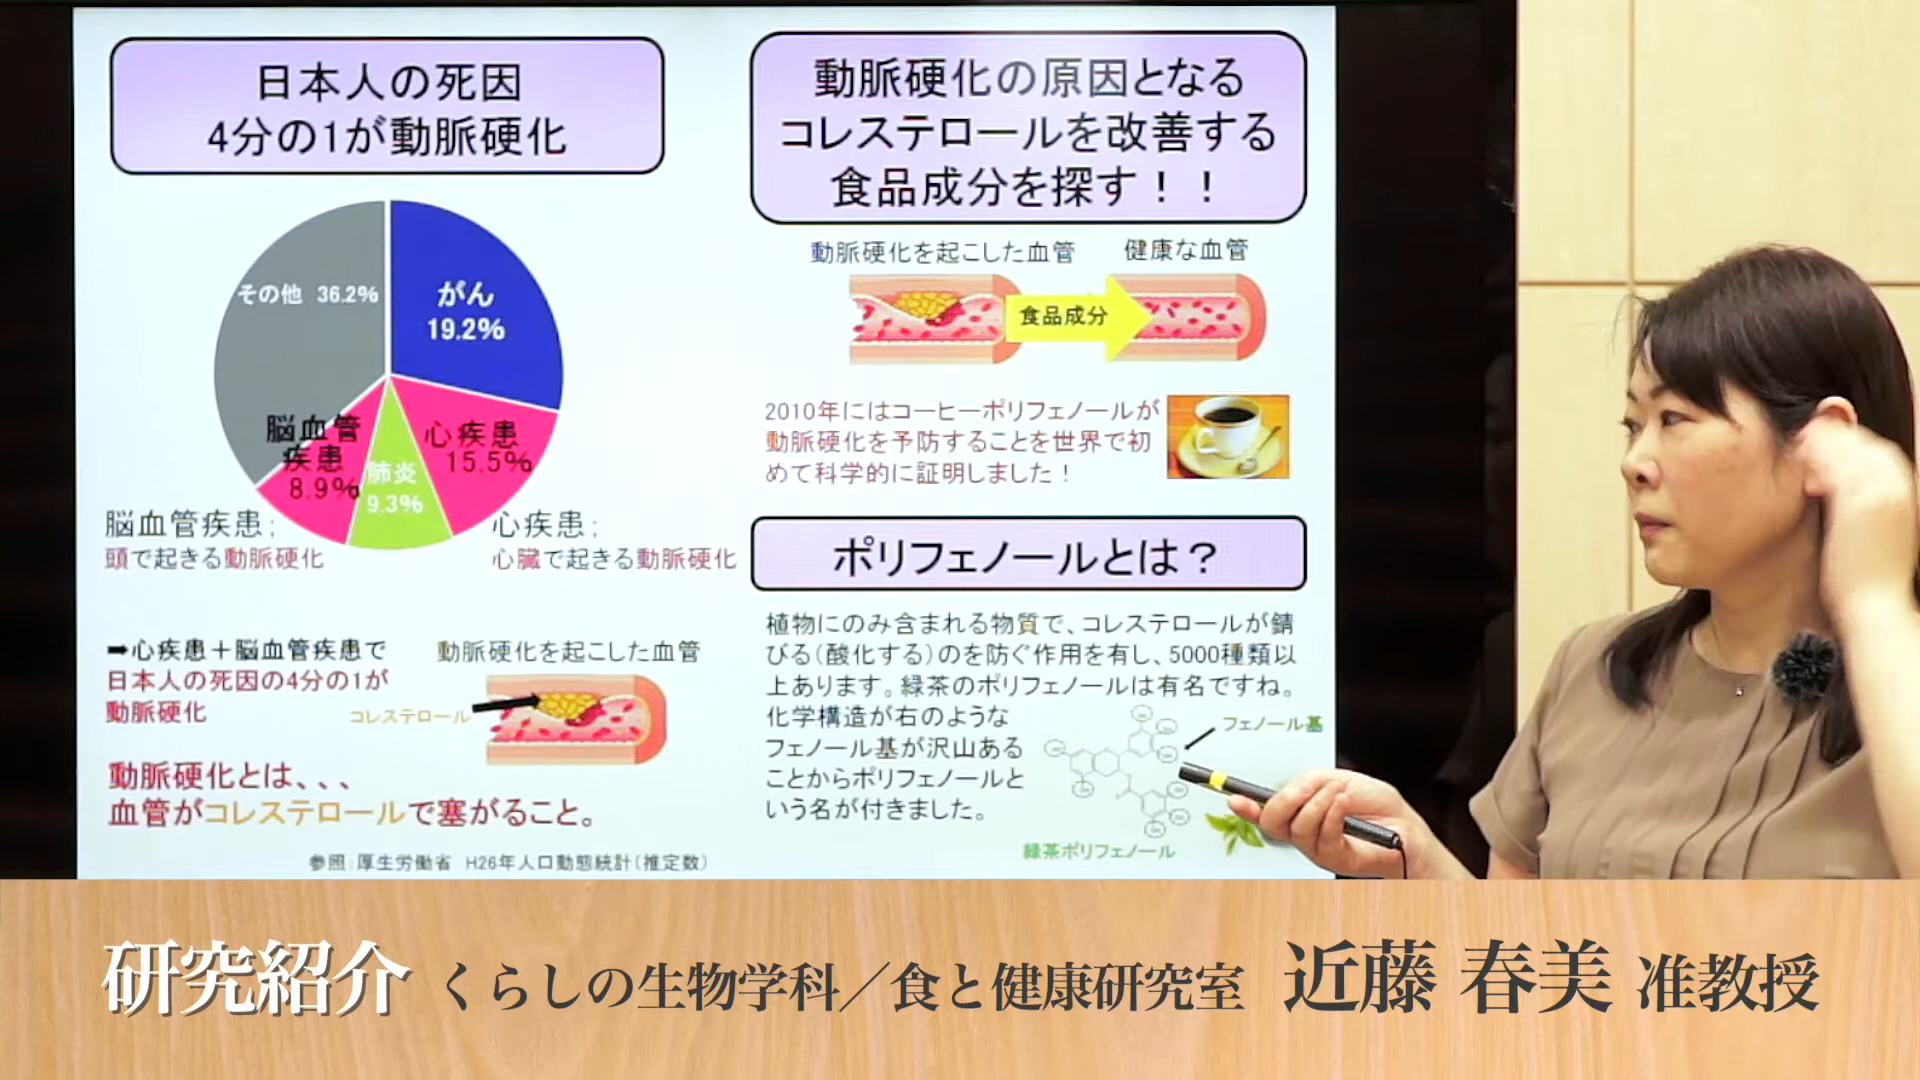 日本人の死因
4分の1が動脈硬化
その他 36.2%
がん
19.2%
脳血管
疾患
8.9%
肺炎
9.3%
心疾患
15.5%
脳血管疾患;
頭で起きる動脈硬化
心疾患;
心臓で起きる動脈硬化
➡心疾患＋脳血管疾患で
日本人の死因の4分の1が
動脈硬化
動脈硬化を起こした血管
コレステロール
動脈硬化とは、、、
血管がコレステロールで塞がること。
参照:厚生労働省 H26年人口動態統計(推定数)
動脈硬化の原因となる
コレステロールを改善する
食品成分を探す！！
動脈硬化を起こした血管
健康な血管
食品成分
2010年にはコーヒーポリフェノールが
動脈硬化を予防することを世界で初
めて科学的に証明しました！
ポリフェノールとは？
植物にのみ含まれる物質で、コレステロールが錆
びる(酸化する)のを防ぐ作用を有し、5000種類以
上あります。緑茶のポリフェノールは有名ですね。
化学構造が右のような
フェノール基が沢山ある
ことからポリフェノールと
いう名が付きました。
フェノール基
緑茶ポリフェノール
研究紹介 くらしの生物学科／食と健康研究室 近藤 春美 准教授